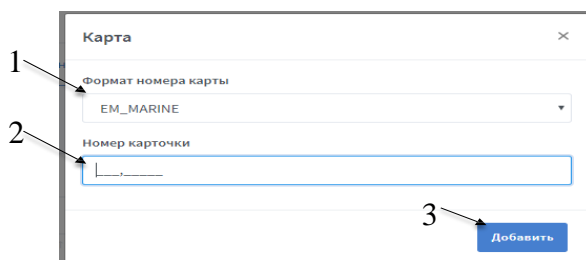 Карта ×
1
Формат номера карты
EM_MARINE
2
Номер карточки
___,_____
3
Добавить